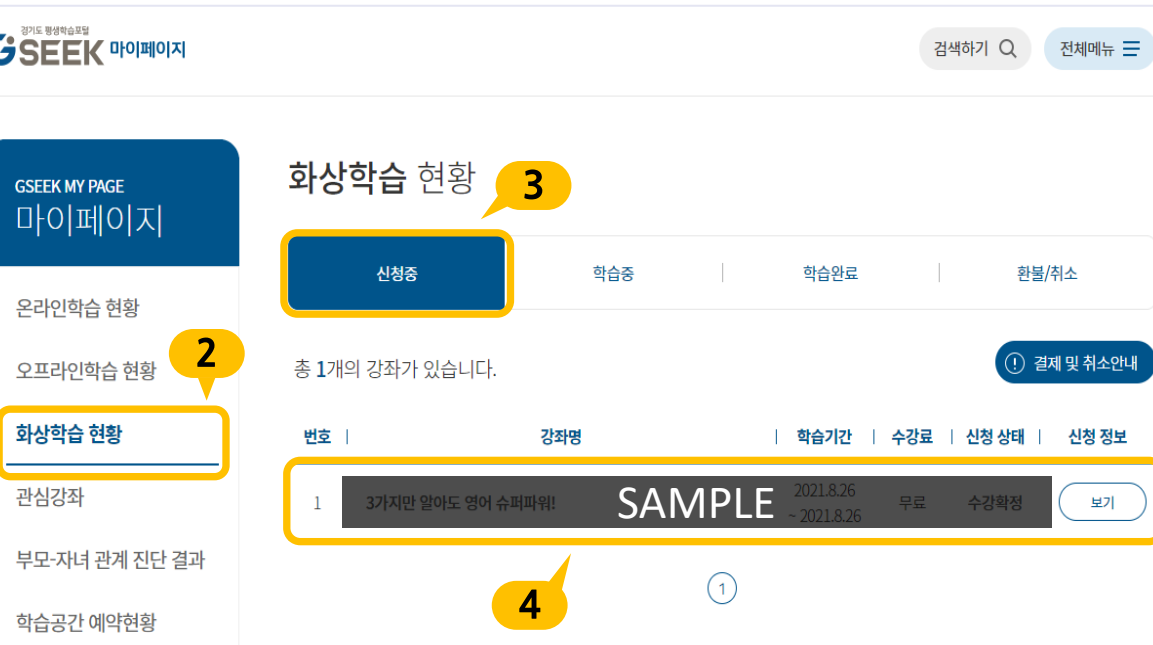 경기도 평생학습포털
GSEEK 마이페이지
검색하기
전체메뉴
GSEEK MY PAGE
마이페이지
온라인학습 현황
오프라인학습 현황
2
화상학습 현황
관심강좌
부모-자녀 관계 진단 결과
학습공간 예약현황
화상학습 현황
3
신청중 학습중 | 학습완료 | 환불/취소
총 1개의 강좌가 있습니다.
! 결제 및 취소안내
번호 | 강좌명 | 학습기간 | 수강료 | 신청 상태 | 신청 정보
1 3가지만 알아도 영어 슈퍼파워! SAMPLE 2021.8.26 무료 수강확정 보기
~ 2021.8.26
4
1